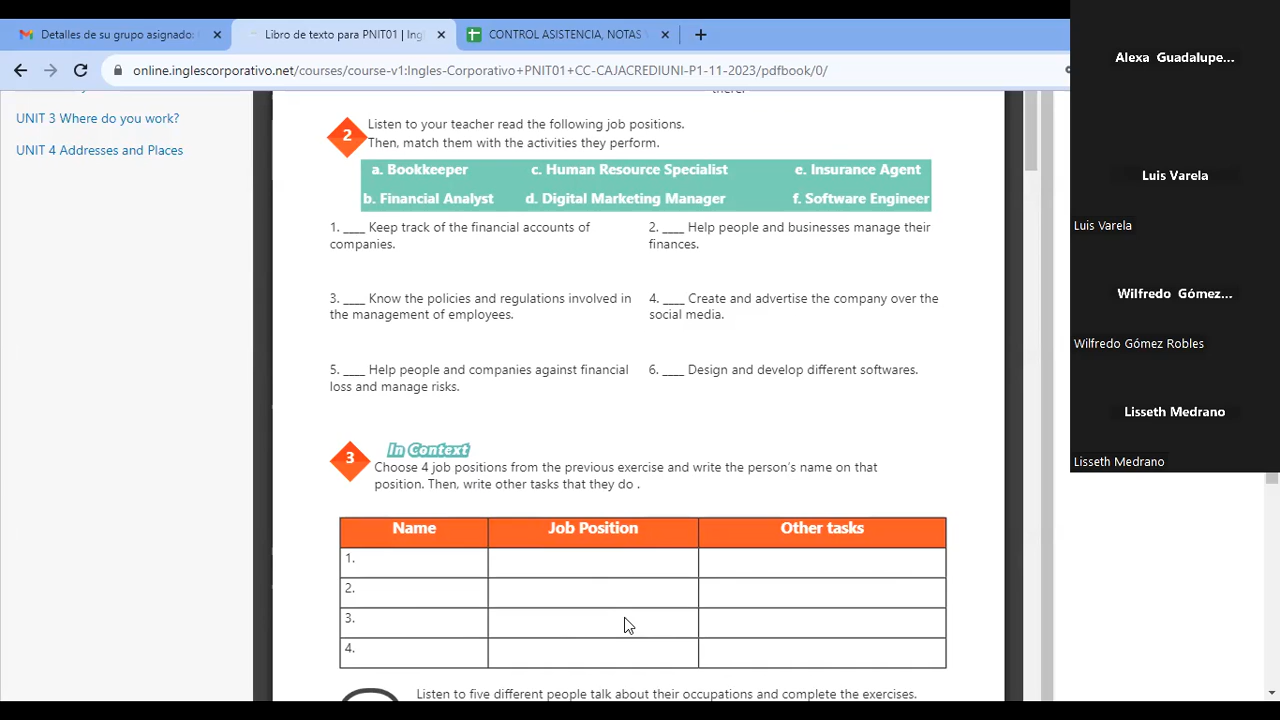 Detalles de su grupo asignado:
Libro de texto para PNIT01 | Ingl
CONTROL ASISTENCIA, NOTAS
online.inglescorporativo.net/courses/course-v1:Ingles-Corporativo+PNIT01+CC-CAJACREDIUNI-P1-11-2023/pdfbook/0/
UNIT 3 Where do you work?
UNIT 4 Addresses and Places
there?
2
Listen to your teacher read the following job positions.
Then, match them with the activities they perform.
a. Bookkeeper c. Human Resource Specialist e. Insurance Agent
b. Financial Analyst d. Digital Marketing Manager f. Software Engineer
1. ____ Keep track of the financial accounts of
companies.
2. ____ Help people and businesses manage their
finances.
3. ____ Know the policies and regulations involved in
the management of employees.
4. ____ Create and advertise the company over the
social media.
5. ____ Help people and companies against financial
loss and manage risks.
6. ____ Design and develop different softwares.
3
In Context
Choose 4 job positions from the previous exercise and write the person's name on that
position. Then, write other tasks that they do .
Name Job Position Other tasks
1.
2.
3.
4.
Listen to five different people talk about their occupations and complete the exercises.
Alexa Guadalupe...
Luis Varela
Luis Varela
Wilfredo Gómez...
Wilfredo Gómez Robles
Lisseth Medrano
Lisseth Medrano